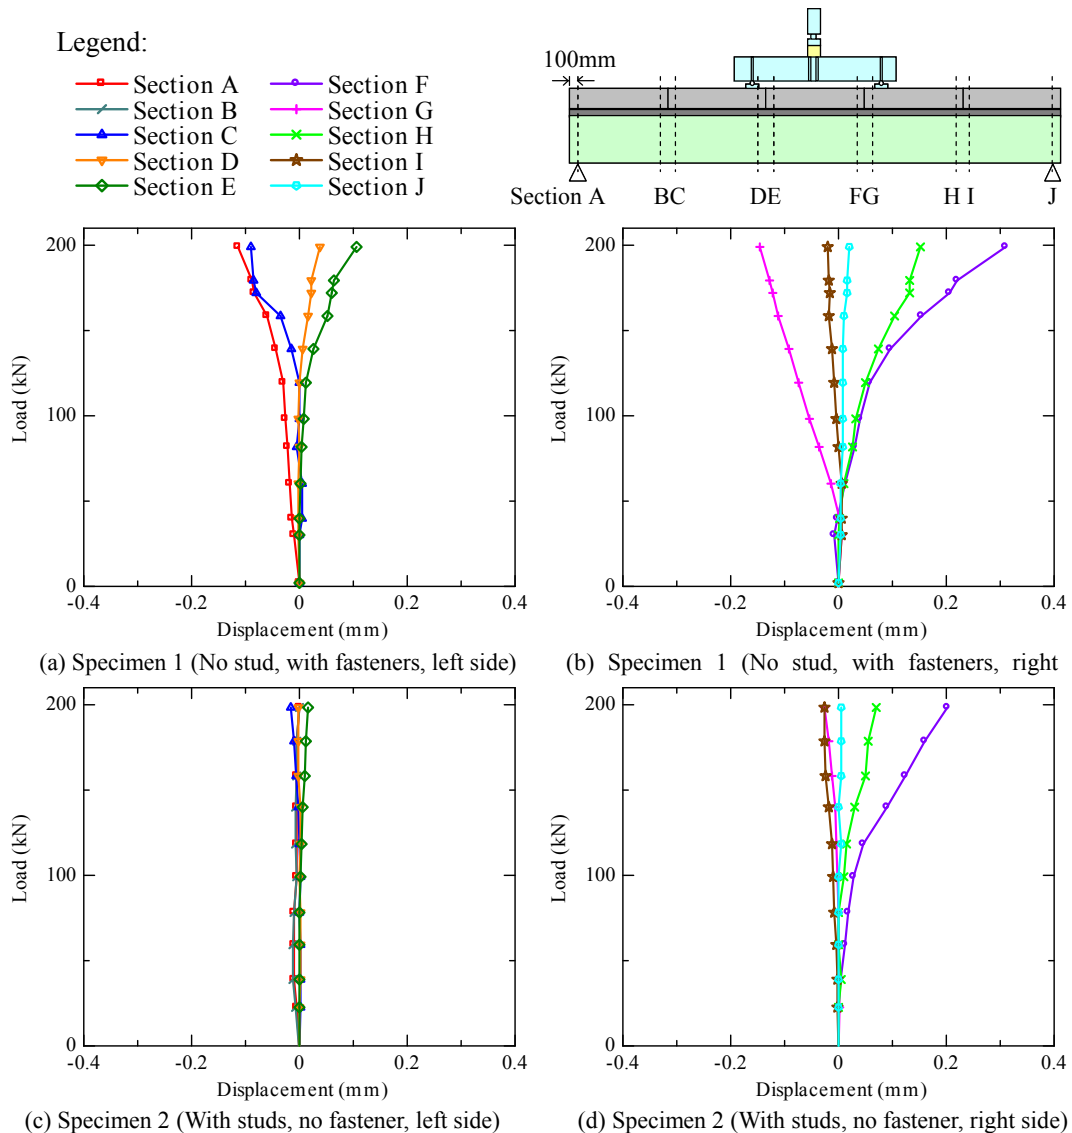 Legend:
Section A
Section B
Section C
Section D
Section E
Section F
Section G
Section H
Section I
Section J
100mm
Section A BC DE FG H I J
Load (kN)
200
100
0
-0.4 -0.2 0 0.2 0.4
Displacement (mm)
(a) Specimen 1 (No stud, with fasteners, left side)
Load (kN)
200
100
0
-0.4 -0.2 0 0.2 0.4
Displacement (mm)
(b) Specimen 1 (No stud, with fasteners, right
Load (kN)
200
100
0
-0.4 -0.2 0 0.2 0.4
Displacement (mm)
(c) Specimen 2 (With studs, no fastener, left side)
Load (kN)
200
100
0
-0.4 -0.2 0 0.2 0.4
Displacement (mm)
(d) Specimen 2 (With studs, no fastener, right side)